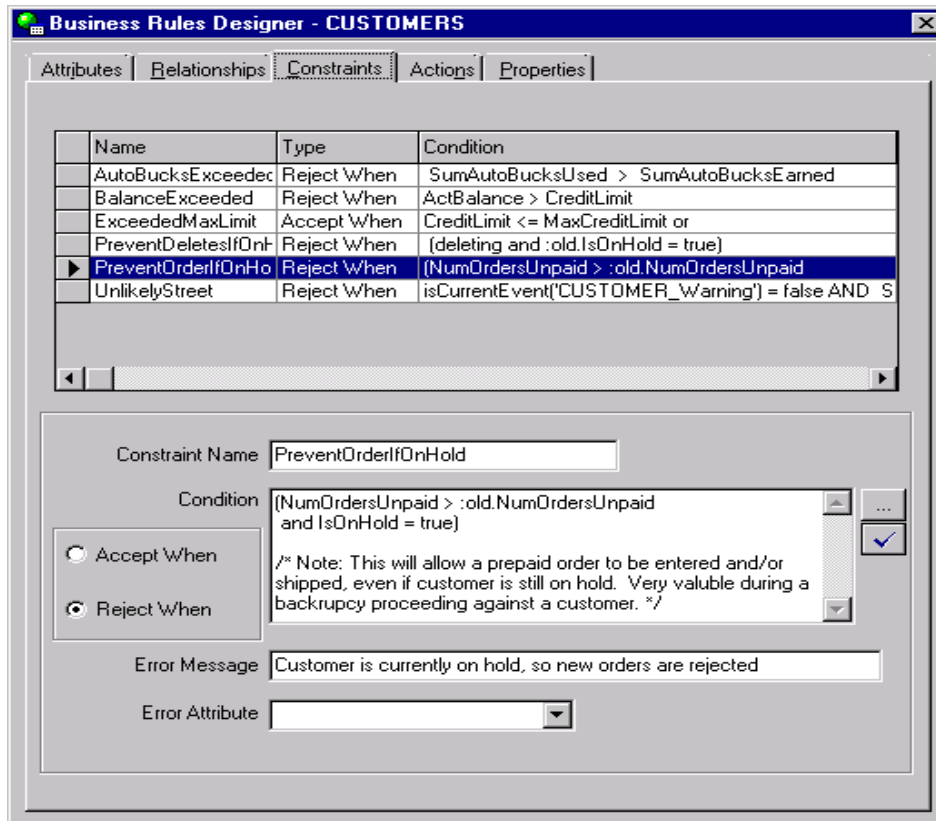 Business Rules Designer - CUSTOMERS
Attributes Relationships Constraints Actions Properties
Name Type Condition
AutoBucksExceeded Reject When SumAutoBucksUsed > SumAutoBucksEarned
BalanceExceeded Reject When ActBalance > CreditLimit
ExceededMaxLimit Accept When CreditLimit <= MaxCreditLimit or
PreventDeletesIfOnH Reject When (deleting and :old.IsOnHold = true)
PreventOrderIfOnHo Reject When (NumOrdersUnpaid > :old.NumOrdersUnpaid
UnlikelyStreet Reject When isCurrentEvent('CUSTOMER_Warning') = false AND S
Constraint Name PreventOrderIfOnHold
Condition (NumOrdersUnpaid > :old.NumOrdersUnpaid
and IsOnHold = true)
Accept When
/* Note: This will allow a prepaid order to be entered and/or
shipped, even if customer is still on hold. Very valuble during a
Reject When
backrupcy proceeding against a customer. */
...
Error Message Customer is currently on hold, so new orders are rejected
Error Attribute